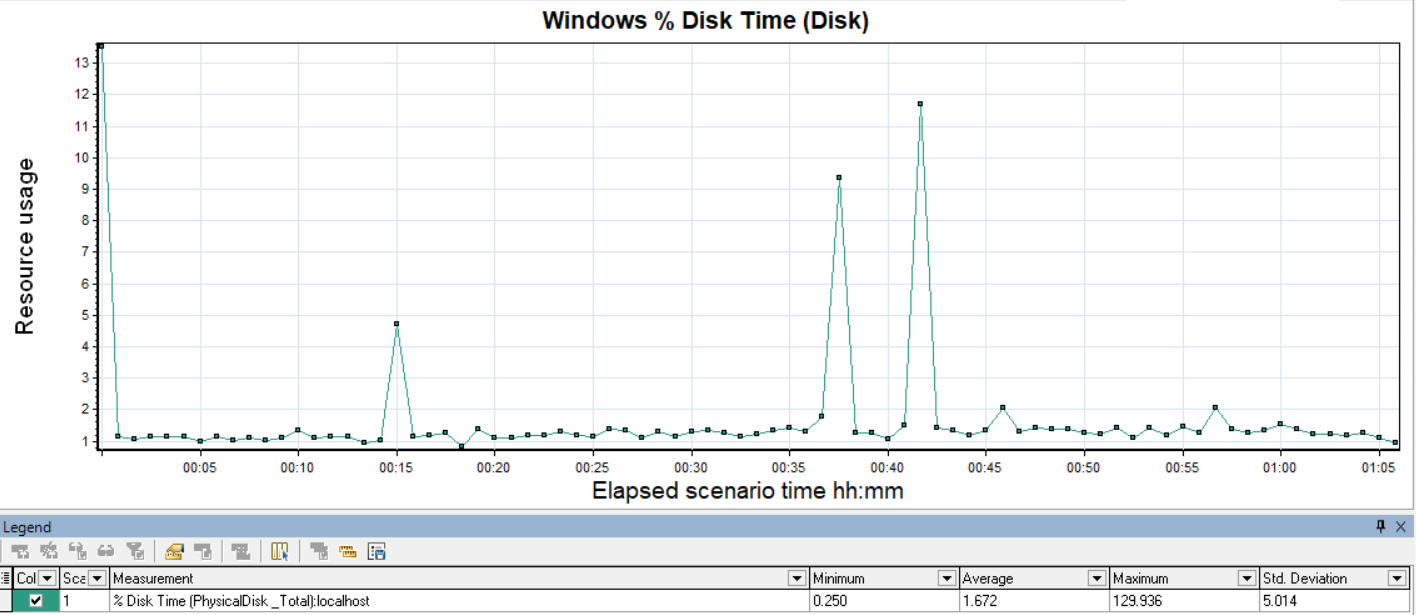 Windows % Disk Time (Disk)
Resource usage
13
12
11
10
9
8
7
6
5
4
3
2
1
00:05 00:10 00:15 00:20 00:25 00:30 00:35 00:40 00:45 00:50 00:55 01:00 01:05
Elapsed scenario time hh:mm
Legend
Col Sca Measurement Minimum Average Maximum Std. Deviation
1 % Disk Time (PhysicalDisk _Total):localhost 0.250 1.672 129.936 5.014